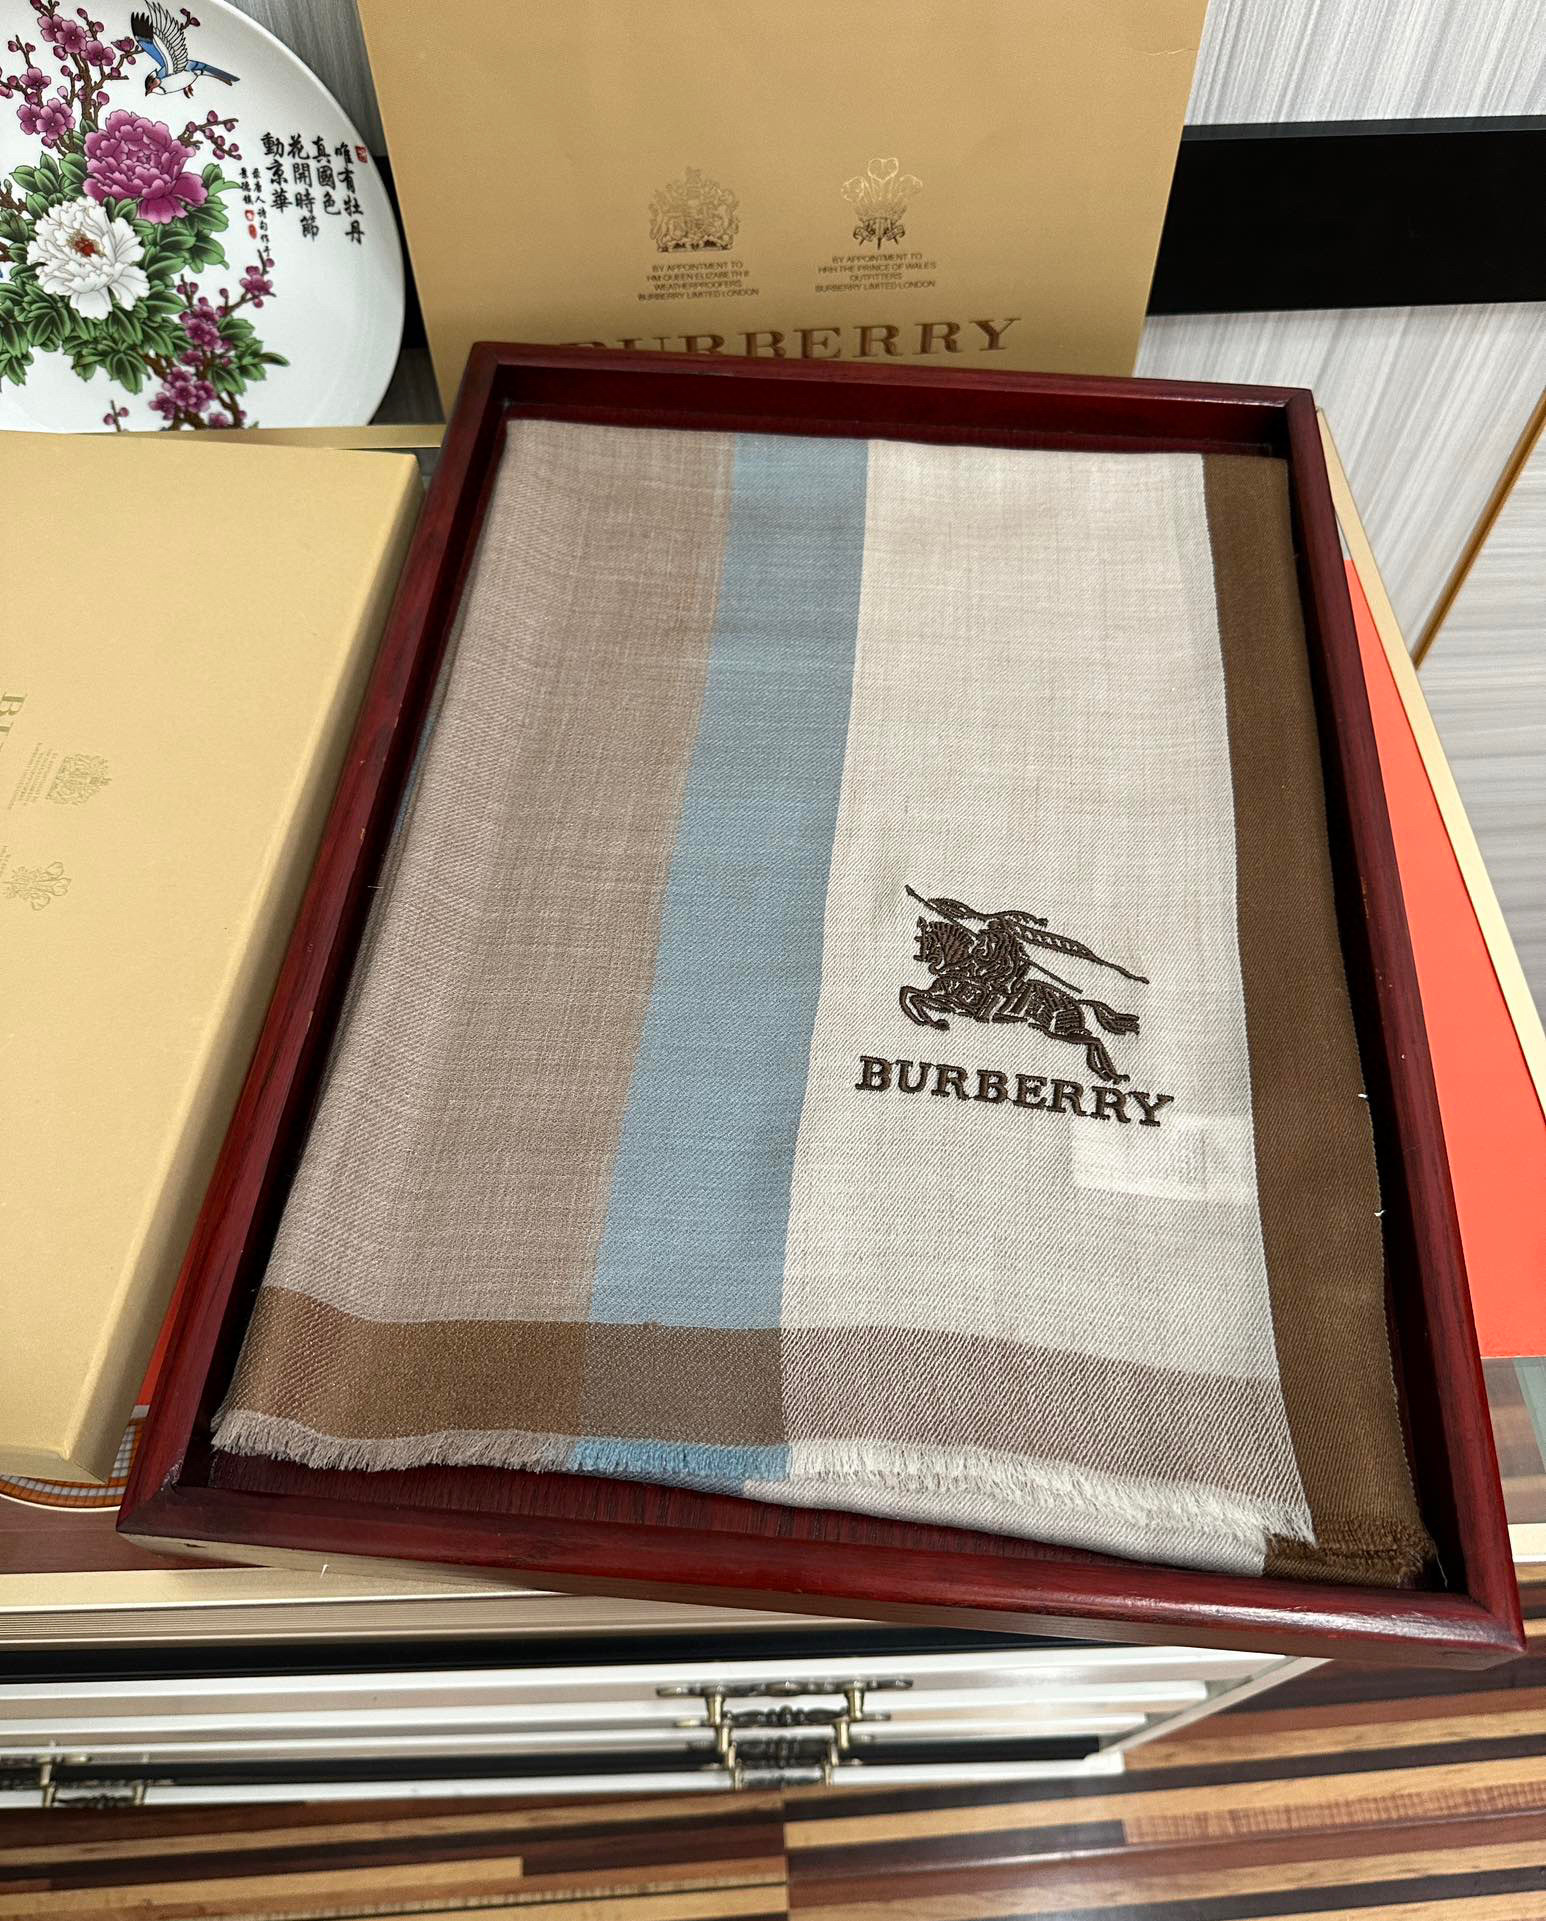 唯有牡丹
真國色
花開時節
動京華
BY APPOINTMENT TO
HM QUEEN ELIZABETH II
WEATHERPROOFERS
BURBERRY LIMITED LONDON
BY APPOINTMENT TO
HRH THE PRINCE OF WALES
OUTFITTERS
BURBERRY LIMITED LONDON
BURBERRY
BURBERRY